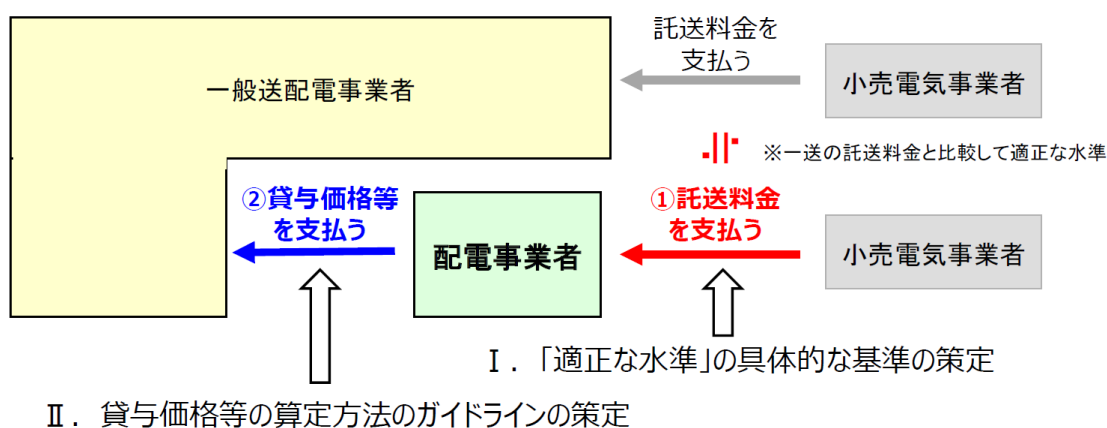 託送料金を
支払う
一般送配電事業者
小売電気事業者
※一送の託送料金と比較して適正な水準
②貸与価格等
を支払う
①託送料金
を支払う
配電事業者
小売電気事業者
Ⅰ.「適正な水準」の具体的な基準の策定
Ⅱ. 貸与価格等の算定方法のガイドラインの策定